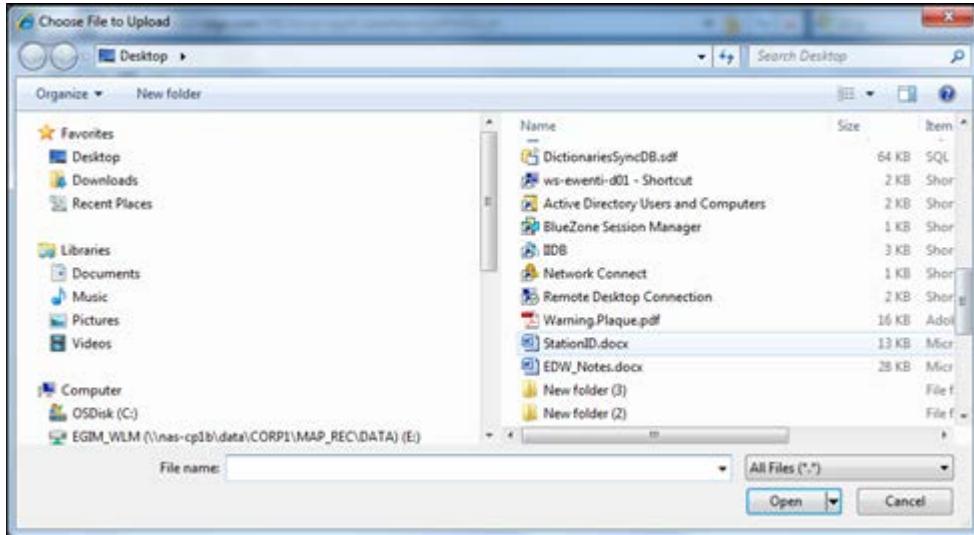 Choose File to Upload
Desktop
Search Desktop
Organize
New folder
Favorites
Desktop
Downloads
Recent Places
Libraries
Documents
Music
Pictures
Videos
Computer
OSDisk (C:)
EGIM_WLM (\\nas-cp1b\data\CORP1\MAP_REC\DATA) (E:)
Name Size Item
DictionariesSyncDB.sdf 64 KB SQL
ws-ewenti-d01 - Shortcut 2 KB Shor
Active Directory Users and Computers 2 KB Shor
BlueZone Session Manager 1 KB Shor
IIDB 3 KB Shor
Network Connect 1 KB Shor
Remote Desktop Connection 2 KB Shor
Warning.Plaque.pdf 16 KB Adol
StationID.docx 13 KB Micr
EDW_Notes.docx 28 KB Micr
New folder (3) File f
New folder (2) File f
File name:
All Files (*.*)
Open
Cancel